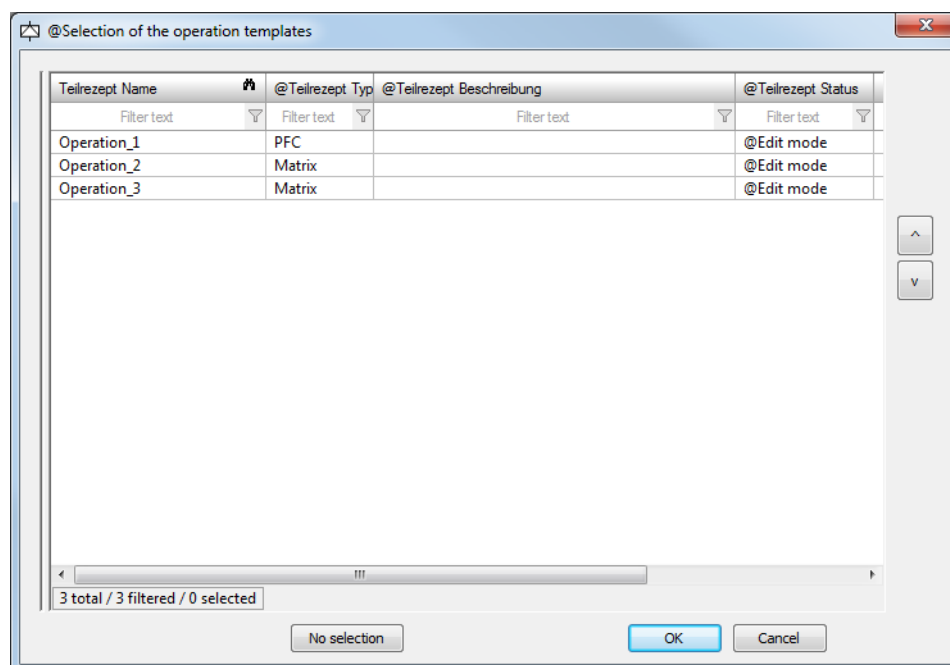 @Selection of the operation templates
Teilrezept Name @Teilrezept Typ @Teilrezept Beschreibung @Teilrezept Status
Filter text Filter text Filter text Filter text
Operation_1 PFC @Edit mode
Operation_2 Matrix @Edit mode
Operation_3 Matrix @Edit mode
^
v
3 total / 3 filtered / 0 selected
No selection OK Cancel